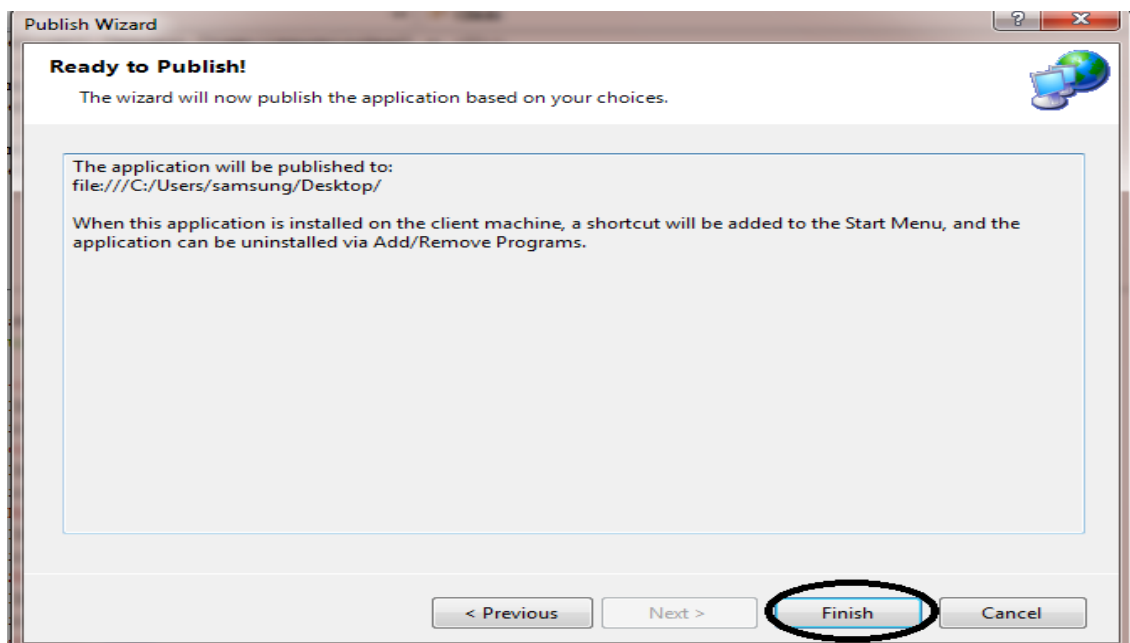 Publish Wizard
?
Ready to Publish!
The wizard will now publish the application based on your choices.
The application will be published to:
file:///C:/Users/samsung/Desktop/
When this application is installed on the client machine, a shortcut will be added to the Start Menu, and the
application can be uninstalled via Add/Remove Programs.
< Previous Next > Finish Cancel